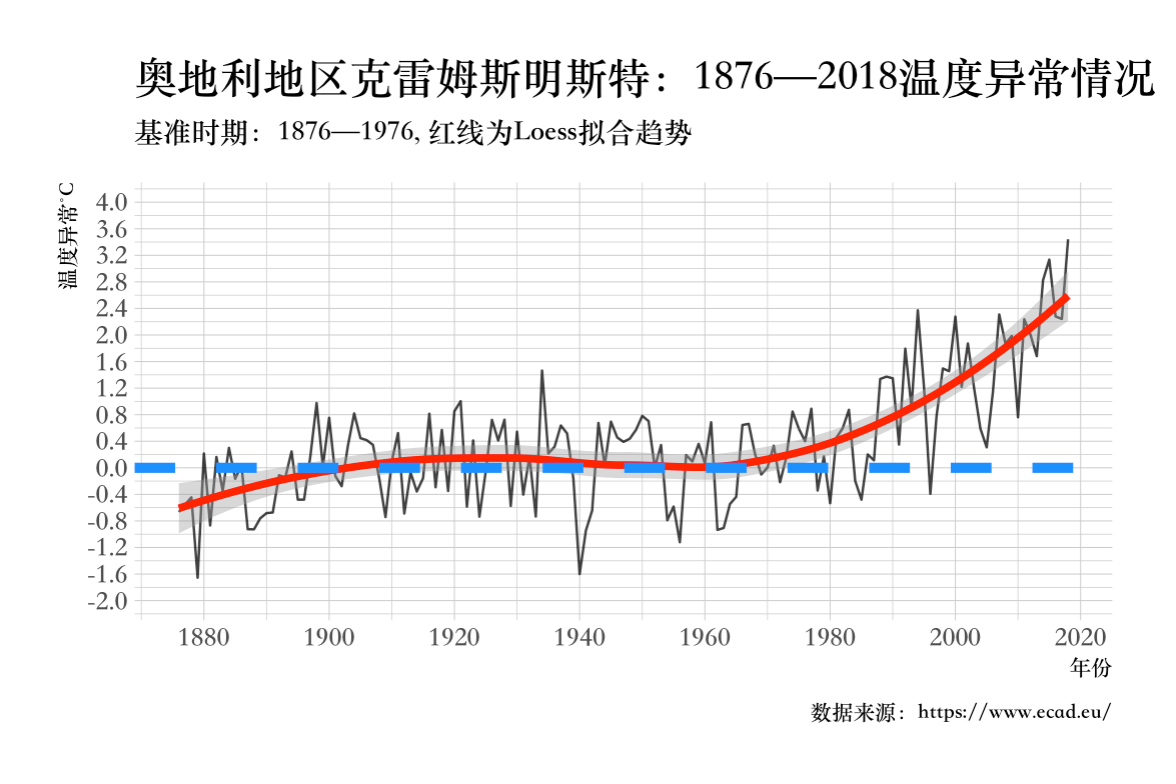 奥地利地区克雷姆斯明斯特：1876—2018温度异常情况
基准时期：1876—1976, 红线为Loess拟合趋势
温度异常°C
4.0
3.6
3.2
2.8
2.4
2.0
1.6
1.2
0.8
0.4
0.0
-0.4
-0.8
-1.2
-1.6
-2.0
1880 1900 1920 1940 1960 1980 2000 2020
年份
数据来源：https://www.ecad.eu/